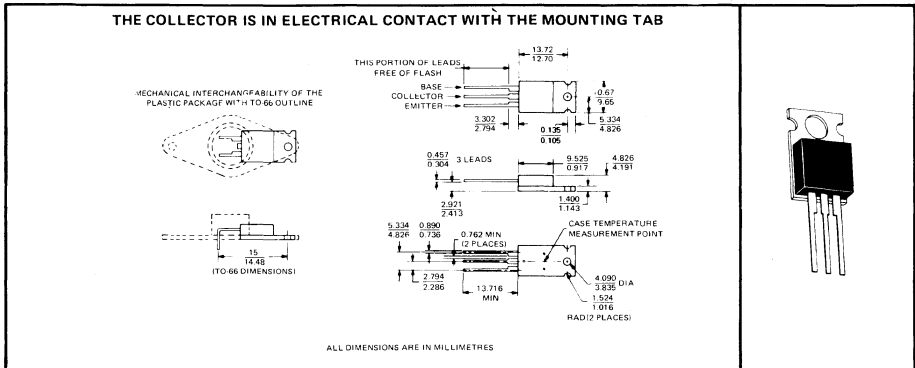 THE COLLECTOR IS IN ELECTRICAL CONTACT WITH THE MOUNTING TAB
MECHANICAL INTERCHANGEABILITY OF THE
PLASTIC PACKAGE WITH TO-66 OUTLINE
15
14.48
(TO-66 DIMENSIONS)
THIS PORTION OF LEADS
FREE OF FLASH
BASE
COLLECTOR
EMITTER
13.72
12.70
-0.67
9.65
3.302
2.794
0.135
0.105
5.334
4.826
0.457
0.304
3 LEADS
9.525
0.917
4.826
4.191
2.921
2.413
1.400
1.143
5.334
4.826
0.890
0.736
0.762 MIN
(2 PLACES)
CASE TEMPERATURE
MEASUREMENT POINT
2.794
2.286
13.716
MIN
4.090
3.835
DIA
1.524
1.016
RAD (2 PLACES)
ALL DIMENSIONS ARE IN MILLIMETRES